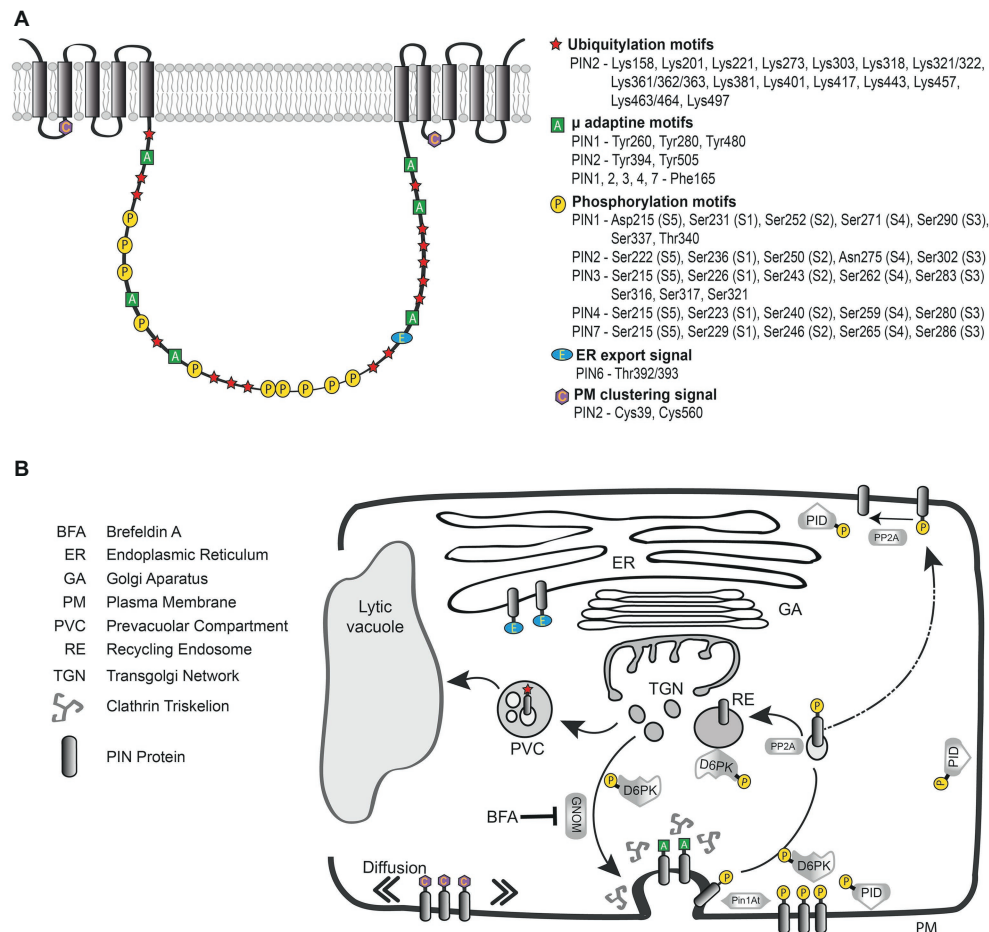 A
C
C
A
A
A
P
P
P
A
P
A
P
P
P
P
P
P
A
E
Ubiquitylation motifs
PIN2 - Lys158, Lys201, Lys221, Lys273, Lys303, Lys318, Lys321/322,
Lys361/362/363, Lys381, Lys401, Lys417, Lys443, Lys457,
Lys463/464, Lys497
A μ adaptine motifs
PIN1 - Tyr260, Tyr280, Tyr480
PIN2 - Tyr394, Tyr505
PIN1, 2, 3, 4, 7 - Phe165
P Phosphorylation motifs
PIN1 - Asp215 (S5), Ser231 (S1), Ser252 (S2), Ser271 (S4), Ser290 (S3),
Ser337, Thr340
PIN2 - Ser222 (S5), Ser236 (S1), Ser250 (S2), Asn275 (S4), Ser302 (S3)
PIN3 - Ser215 (S5), Ser226 (S1), Ser243 (S2), Ser262 (S4), Ser283 (S3)
Ser316, Ser317, Ser321
PIN4 - Ser215 (S5), Ser223 (S1), Ser240 (S2), Ser259 (S4), Ser280 (S3)
PIN7 - Ser215 (S5), Ser229 (S1), Ser246 (S2), Ser265 (S4), Ser286 (S3)
E ER export signal
PIN6 - Thr392/393
C PM clustering signal
PIN2 - Cys39, Cys560
B
BFA Brefeldin A
ER Endoplasmic Reticulum
GA Golgi Aparatus
PM Plasma Membrane
PVC Prevacuolar Compartment
RE Recycling Endosome
TGN Transgolgi Network
Clathrin Triskelion
PIN Protein
PID
P
PP2A
P
ER
GA
Lytic
vacuole
E
E
TGN
RE
P
PP2A
PVC
D6PK
P
P
D6PK
PID
P
BFA
GNOM
A
A
P
P
D6PK
Diffusion
C
C
C
Pin1At
P
P
P
P
PID
PM